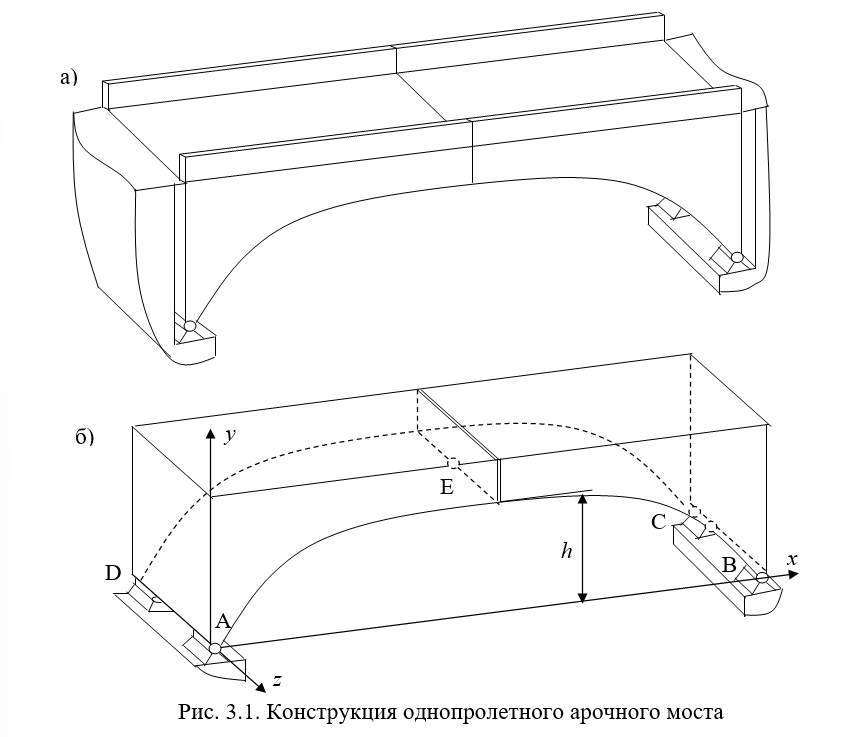 а)
б)
y
E
C
D
h
B
x
A
z
Рис. 3.1. Конструкция однопролетного арочного моста